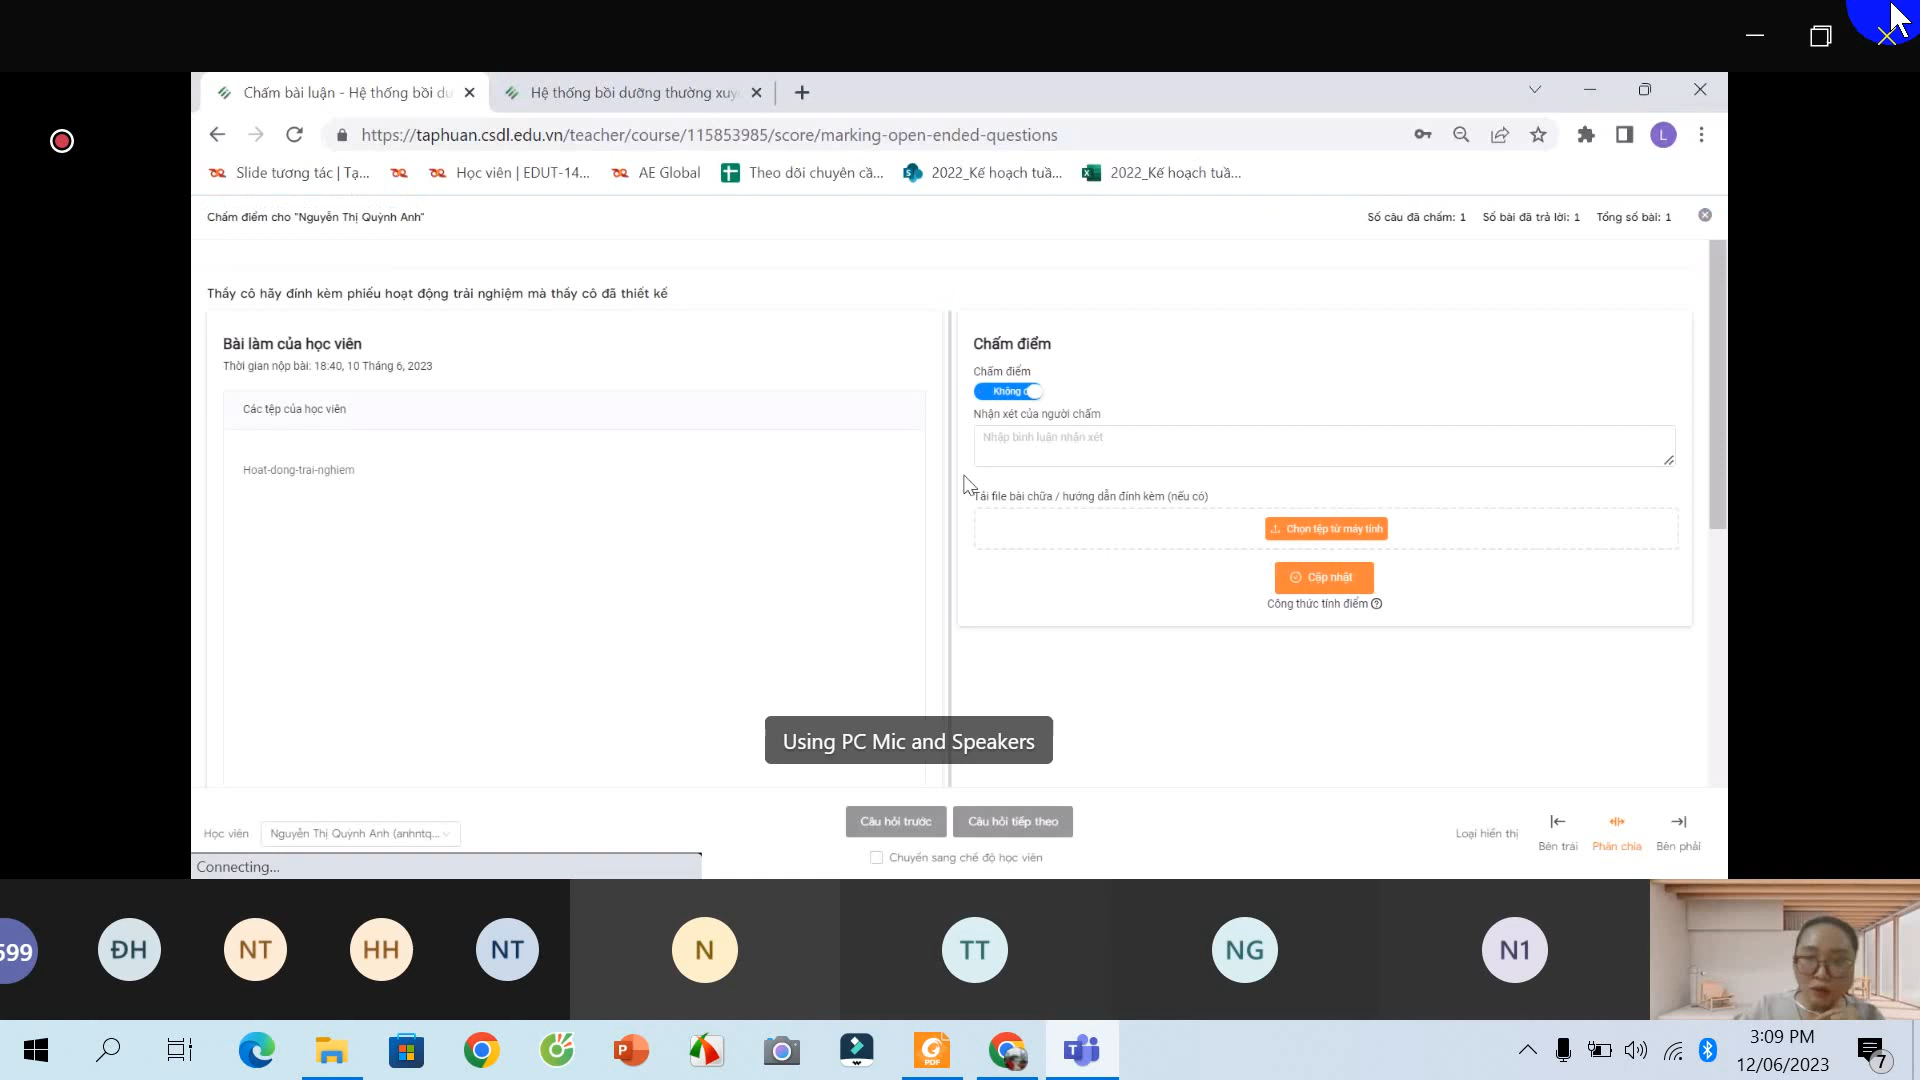 Chấm bài luận - Hệ thống bồi dư
Hệ thống bồi dưỡng thường xuy
https://taphuan.csdl.edu.vn/teacher/course/115853985/score/marking-open-ended-questions
L
Slide tương tác | Tạ...
Học viên | EDUT-14...
AE Global
Theo dõi chuyên cầ...
2022_Kế hoạch tuầ...
2022_Kế hoạch tuầ...
Chấm điểm cho "Nguyễn Thị Quỳnh Anh"
Số câu đã chấm: 1
Số bài đã trả lời: 1
Tổng số bài: 1
Thầy cô hãy đính kèm phiếu hoạt động trải nghiệm mà thầy cô đã thiết kế
Bài làm của học viên
Thời gian nộp bài: 18:40, 10 Tháng 6, 2023
Các tệp của học viên
Hoat-dong-trai-nghiem
Chấm điểm
Chấm điểm
Không
Nhận xét của người chấm
Nhập bình luận nhận xét
Tải file bài chữa / hướng dẫn đính kèm (nếu có)
Chọn tệp từ máy tính
Cập nhật
Công thức tính điểm
Using PC Mic and Speakers
Học viên
Nguyễn Thị Quỳnh Anh (anhntq...
Câu hỏi trước
Câu hỏi tiếp theo
Chuyển sang chế độ học viên
Loại hiển thị
Bên trái
Phân chia
Bên phải
Connecting...
599
ĐH
NT
HH
NT
N
TT
NG
N1
3:09 PM
12/06/2023
7